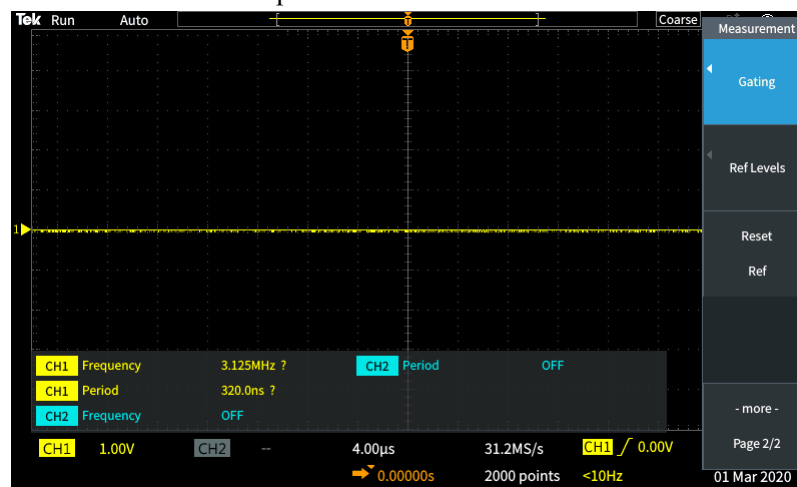 Tek Run Auto Coarse
Measurement
Gating
Ref Levels
Reset
Ref
- more -
Page 2/2
T
T
1
CH1 Frequency 3.125MHz ? CH2 Period OFF
CH1 Period 320.0ns ?
CH2 Frequency OFF
CH1 1.00V CH2 -- 4.00µs 31.2MS/s CH1 / 0.00V
0.00000s 2000 points <10Hz 01 Mar 2020